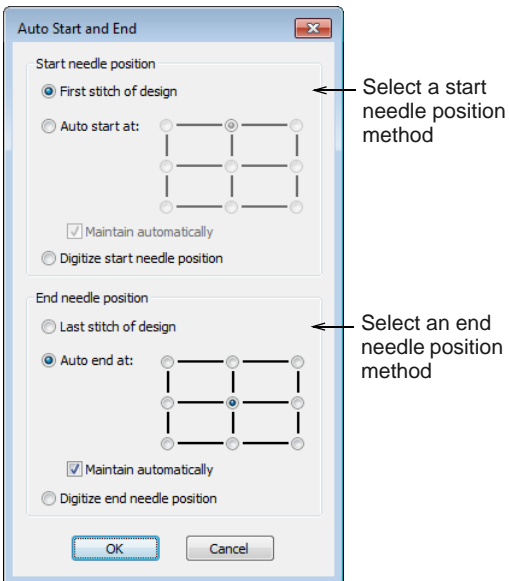 Auto Start and End
Start needle position
First stitch of design
Auto start at:
Maintain automatically
Digitize start needle position
Select a start
needle position
method
End needle position
Last stitch of design
Auto end at:
Maintain automatically
Digitize end needle position
Select an end
needle position
method
OK
Cancel